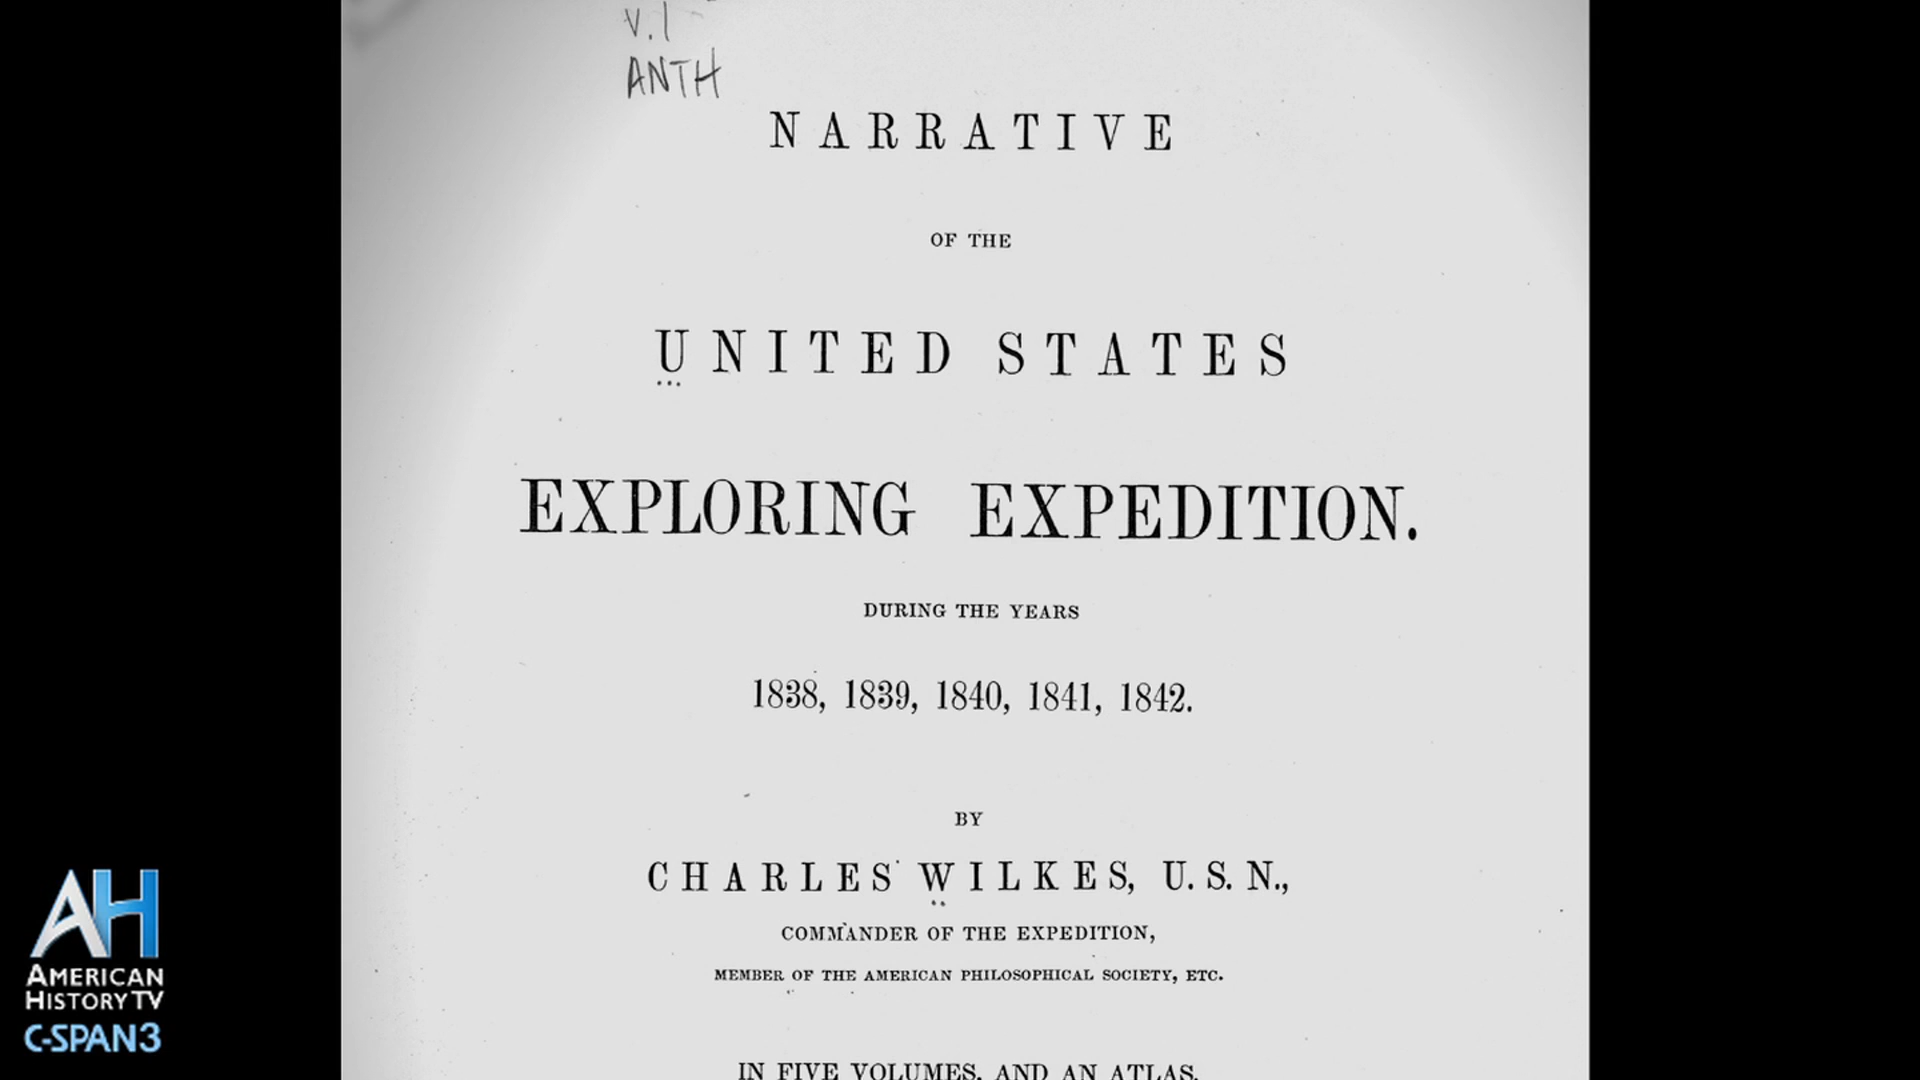 V.1
ANTH
NARRATIVE
OF THE
UNITED STATES
EXPLORING EXPEDITION.
DURING THE YEARS
1838, 1839, 1840, 1841, 1842.
BY
CHARLES WILKES, U.S.N.,
COMMANDER OF THE EXPEDITION,
MEMBER OF THE AMERICAN PHILOSOPHICAL SOCIETY, ETC.
IN FIVE VOLUMES, AND AN ATLAS.
AH
AMERICAN
HISTORY TV
C-SPAN3